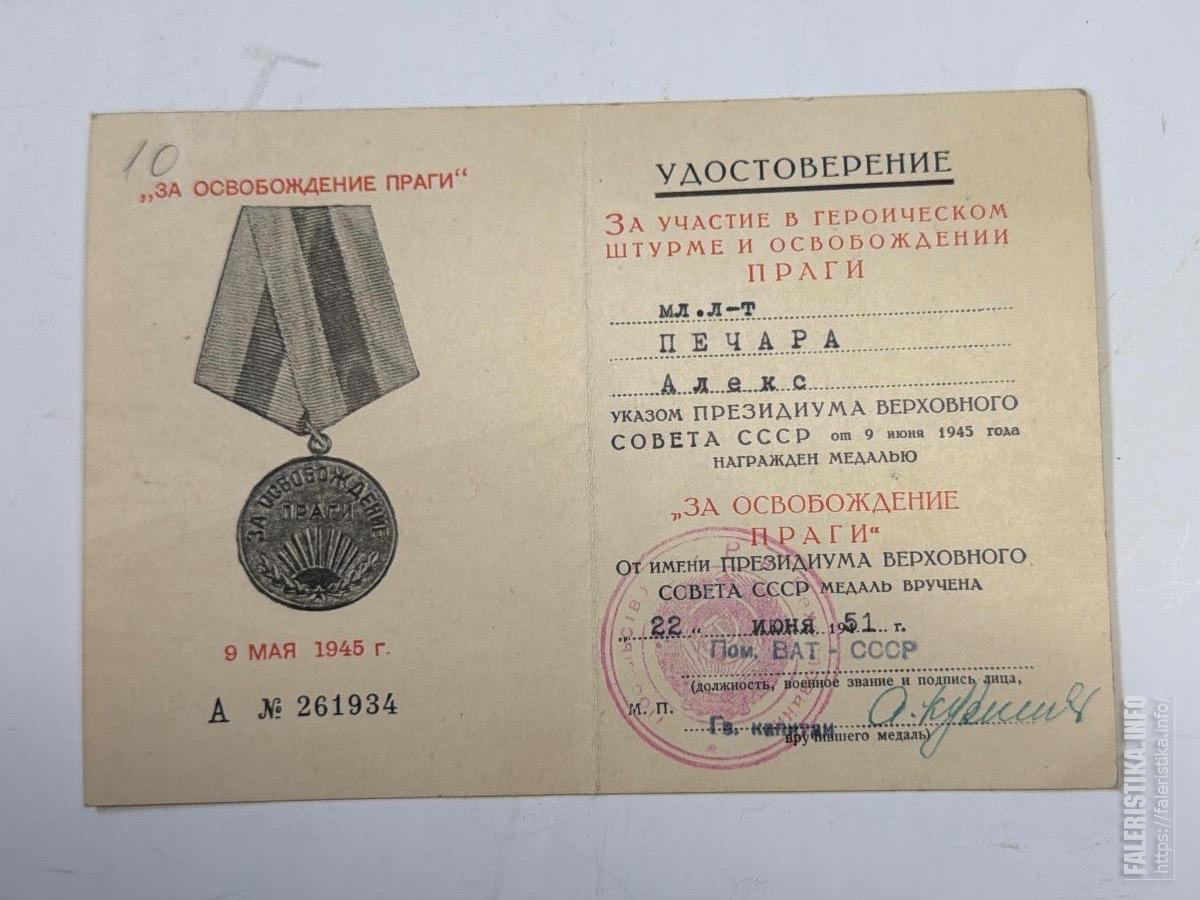 10
„ЗА ОСВОБОЖДЕНИЕ ПРАГИ“
ЗА ОСВОБОЖДЕНИЕ
ПРАГИ
9 МАЯ 1945 г.
А № 261934
УДОСТОВЕРЕНИЕ
ЗА УЧАСТИЕ В ГЕРОИЧЕСКОМ
ШТУРМЕ И ОСВОБОЖДЕНИИ
ПРАГИ
мл.л-т
ПЕЧАРА
Алекс
УКАЗОМ ПРЕЗИДИУМА ВЕРХОВНОГО
СОВЕТА СССР от 9 июня 1945 года
НАГРАЖДЕН МЕДАЛЬЮ
„ЗА ОСВОБОЖДЕНИЕ
ПРАГИ“
ОТ ИМЕНИ ПРЕЗИДИУМА ВЕРХОВНОГО
СОВЕТА СССР МЕДАЛЬ ВРУЧЕНА
„ 22 “ ИЮНЯ 1951 г.
Пом. ВАТ - СССР
(должность, военное звание и подпись лица,
М. П.
Гв. капитан
вручившего медаль)
FALERISTIKA.INFO
https://faleristika.info/